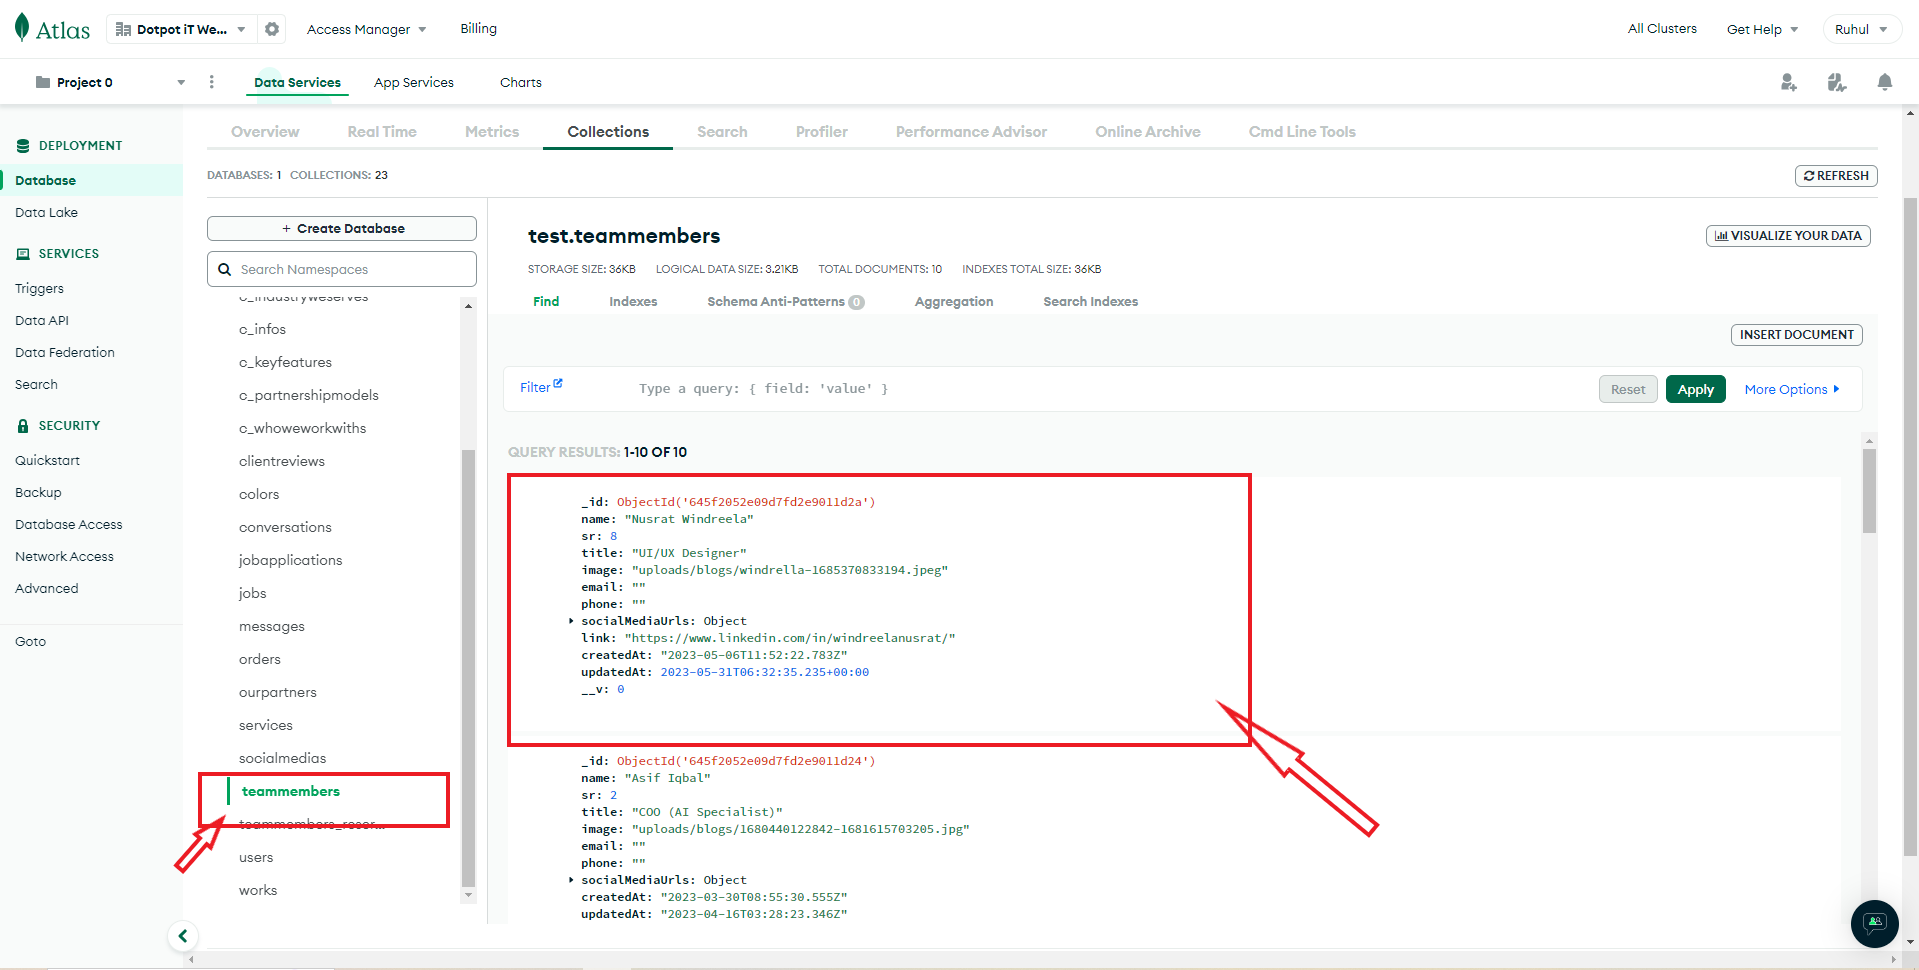 Atlas
Dotpot iT We...
Access Manager
Billing
All Clusters
Get Help
Ruhul
Project 0
Data Services
App Services
Charts
DEPLOYMENT
Database
Data Lake
SERVICES
Triggers
Data API
Data Federation
Search
SECURITY
Quickstart
Backup
Database Access
Network Access
Advanced
Goto
Overview
Real Time
Metrics
Collections
Search
Profiler
Performance Advisor
Online Archive
Cmd Line Tools
DATABASES: 1 COLLECTIONS: 23
REFRESH
+ Create Database
Search Namespaces
c_industryweserves
c_infos
c_keyfeatures
c_partnershipmodels
c_whoweworkwiths
clientreviews
colors
conversations
jobapplications
jobs
messages
orders
ourpartners
services
socialmedias
teammembers
teammembers_reser...
users
works
test.teammembers
VISUALIZE YOUR DATA
STORAGE SIZE: 36KB LOGICAL DATA SIZE: 3.21KB TOTAL DOCUMENTS: 10 INDEXES TOTAL SIZE: 36KB
Find
Indexes
Schema Anti-Patterns 0
Aggregation
Search Indexes
INSERT DOCUMENT
Filter
Type a query: { field: 'value' }
Reset
Apply
More Options
QUERY RESULTS: 1-10 OF 10
_id: ObjectId('645f2052e09d7fd2e9011d2a')
name: "Nusrat Windreela"
sr: 8
title: "UI/UX Designer"
image: "uploads/blogs/windrella-1685370833194.jpeg"
email: ""
phone: ""
socialMediaUrls: Object
link: "https://www.linkedin.com/in/windreelanusrat/"
createdAt: "2023-05-06T11:52:22.783Z"
updatedAt: 2023-05-31T06:32:35.235+00:00
__v: 0
_id: ObjectId('645f2052e09d7fd2e9011d24')
name: "Asif Iqbal"
sr: 2
title: "COO (AI Specialist)"
image: "uploads/blogs/1680440122842-1681615703205.jpg"
email: ""
phone: ""
socialMediaUrls: Object
createdAt: "2023-03-30T08:55:30.555Z"
updatedAt: "2023-04-16T03:28:23.346Z"